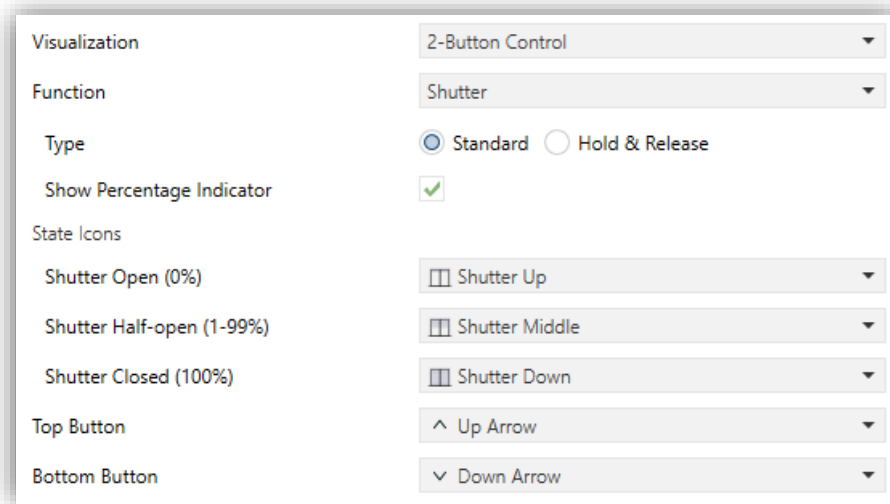 Visualization 2-Button Control
Function Shutter
Type Standard Hold & Release
Show Percentage Indicator
State Icons
Shutter Open (0%) Shutter Up
Shutter Half-open (1-99%) Shutter Middle
Shutter Closed (100%) Shutter Down
Top Button Up Arrow
Bottom Button Down Arrow